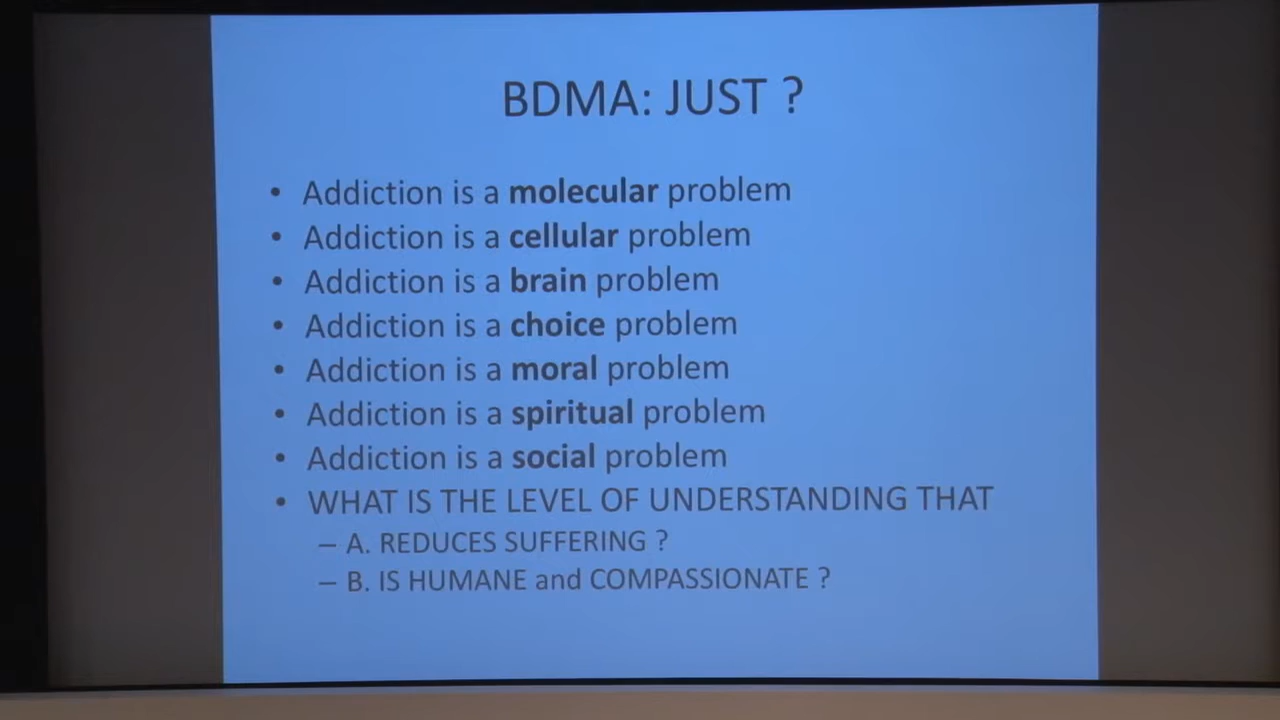 BDMA: JUST ?
• Addiction is a molecular problem
• Addiction is a cellular problem
• Addiction is a brain problem
• Addiction is a choice problem
• Addiction is a moral problem
• Addiction is a spiritual problem
• Addiction is a social problem
• WHAT IS THE LEVEL OF UNDERSTANDING THAT
– A. REDUCES SUFFERING ?
– B. IS HUMANE and COMPASSIONATE ?